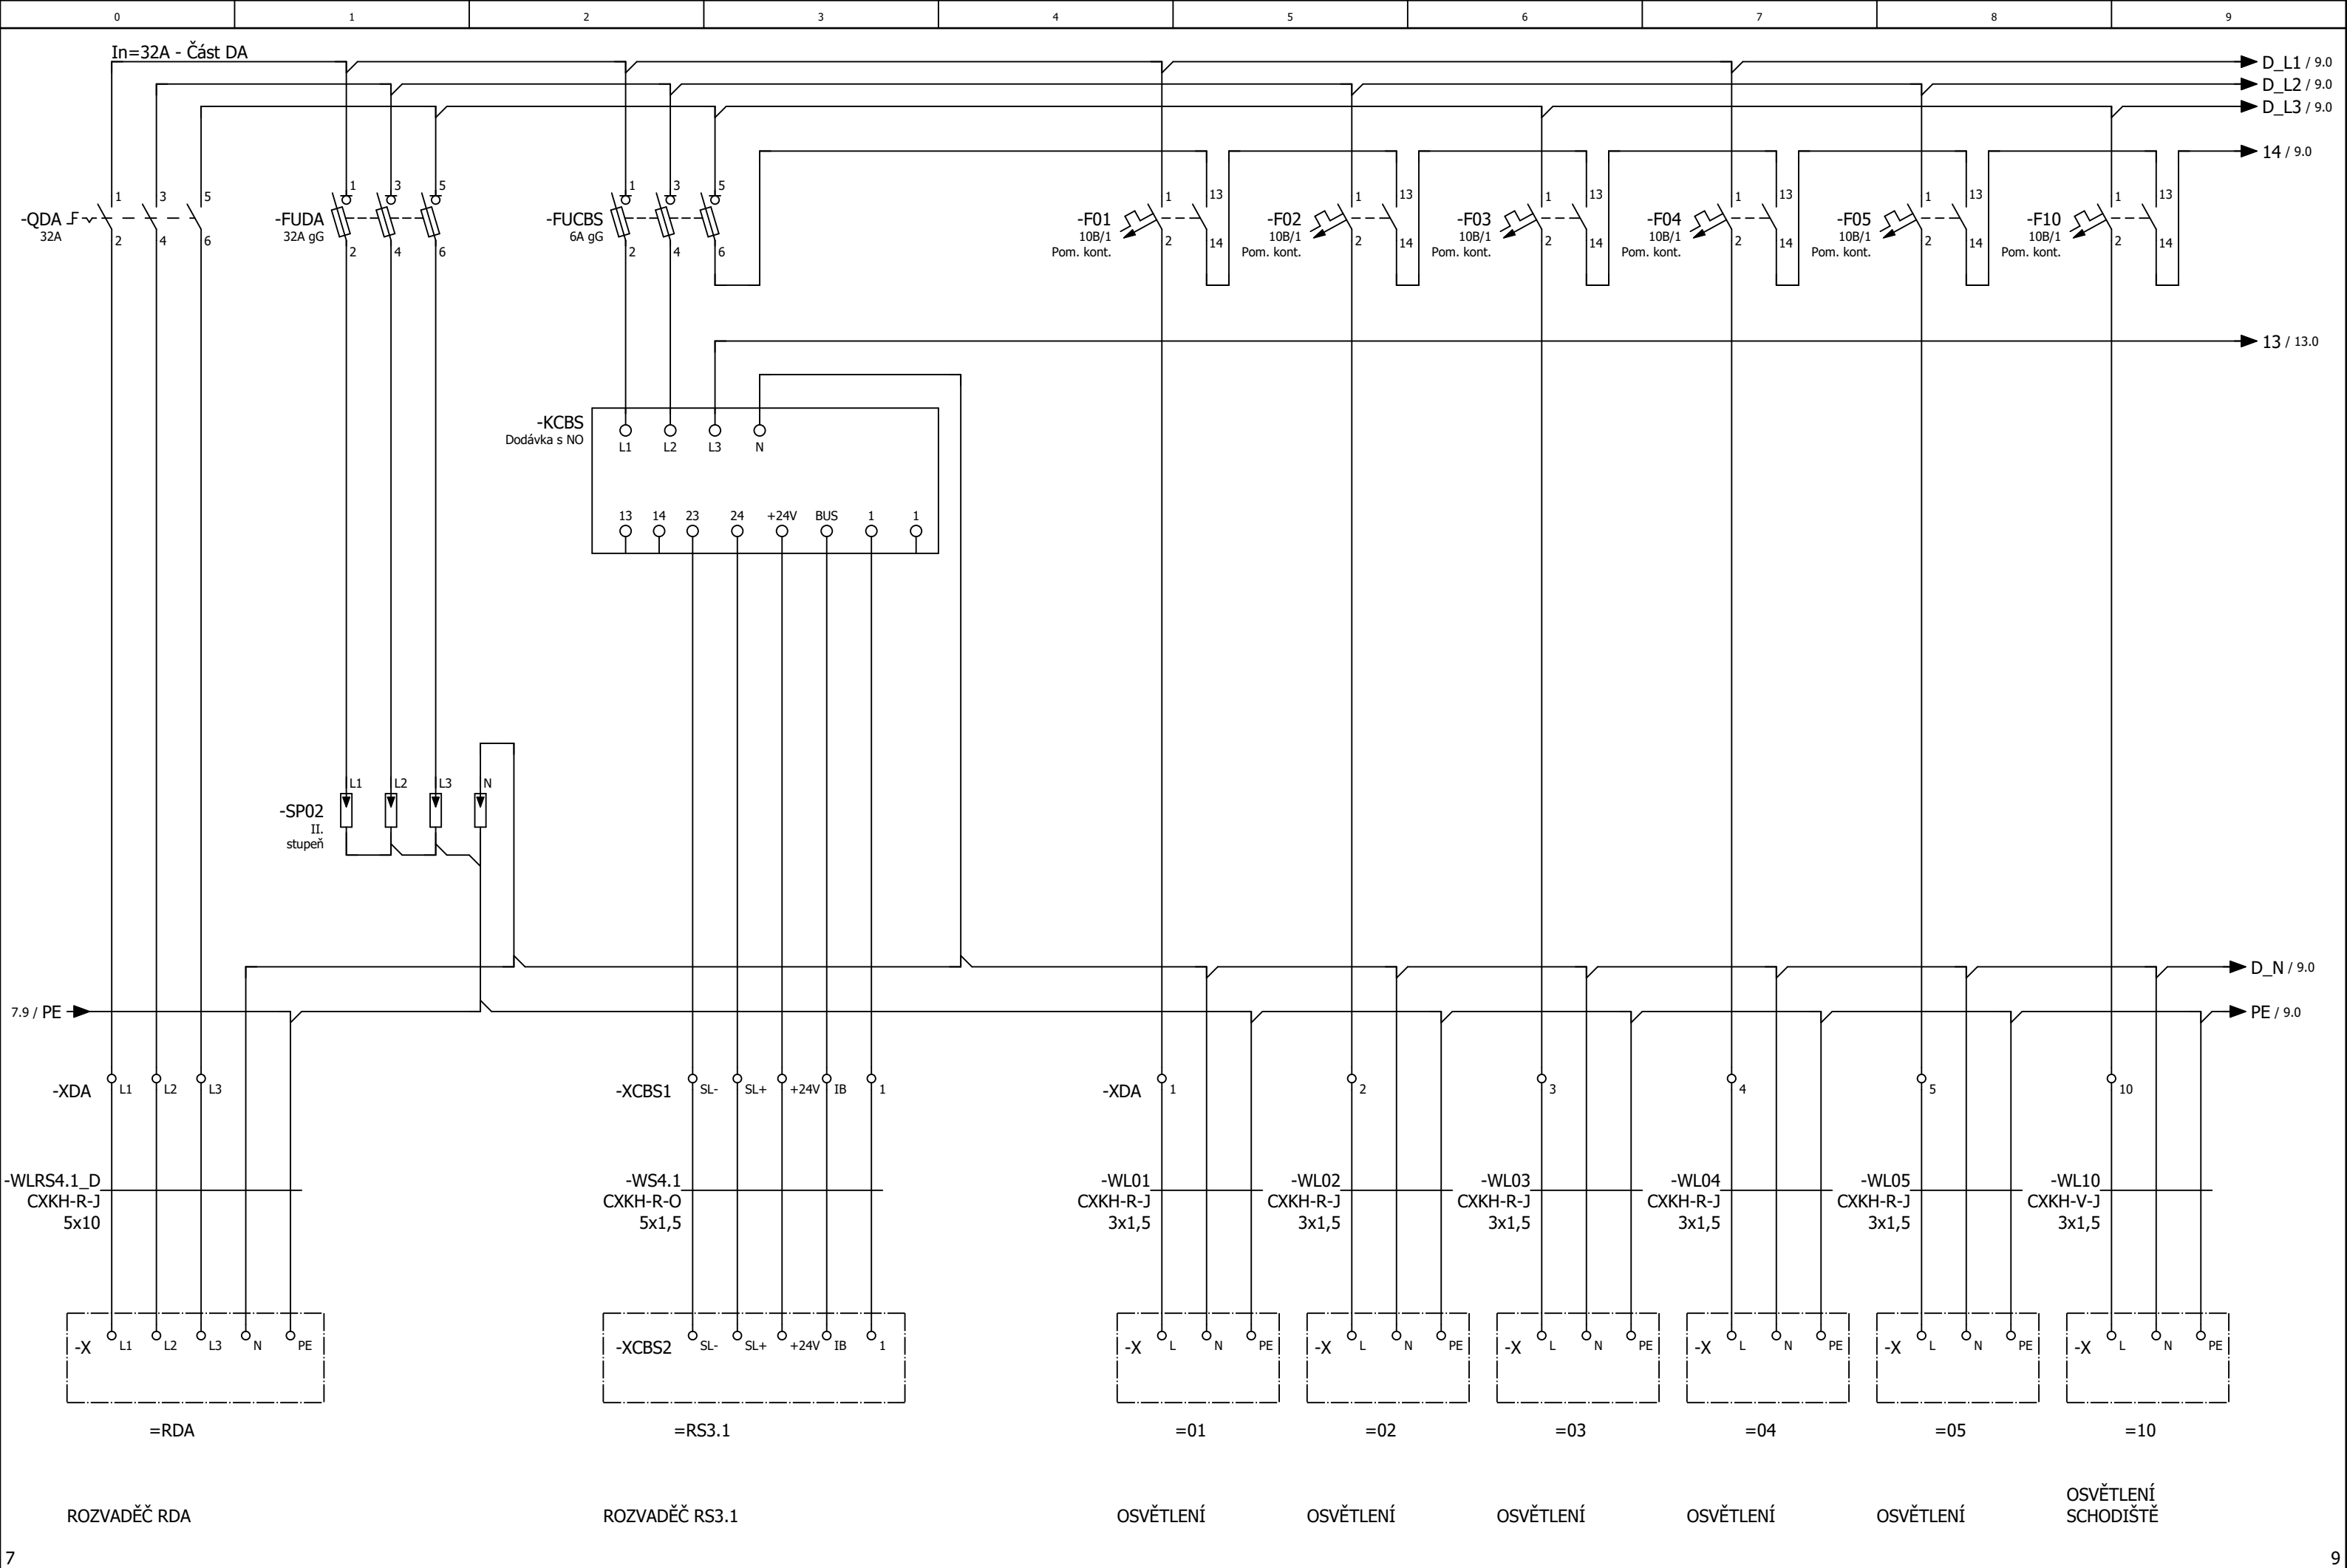 0 1 2 3 4 5 6 7 8 9
In=32A - Část DA
D_L1 / 9.0
D_L2 / 9.0
D_L3 / 9.0
14 / 9.0
1 3 5 1 3 5 1 3 5 1 13 1 13 1 13 1 13 1 13 1 13
-QDA -FUDA -FUCBS -F01 -F02 -F03 -F04 -F05 -F10
32A 32A gG 6A gG 10B/1 10B/1 10B/1 10B/1 10B/1 10B/1
2 4 6 2 4 6 2 4 6 2 14 2 14 2 14 2 14 2 14 2 14
Pom. kont. Pom. kont. Pom. kont. Pom. kont. Pom. kont. Pom. kont.
13 / 13.0
-KCBS
Dodávka s NO
L1 L2 L3 N
13 14 23 24 +24V BUS 1 1
L1 L2 L3 N
-SP02
II.
stupeň
D_N / 9.0
7.9 / PE PE / 9.0
-XDA L1 L2 L3 -XCBS1 SL- SL+ +24V IB 1 -XDA 1 2 3 4 5 10
-WLRS4.1_D -WS4.1 -WL01 -WL02 -WL03 -WL04 -WL05 -WL10
CXKH-R-J CXKH-R-O CXKH-R-J CXKH-R-J CXKH-R-J CXKH-R-J CXKH-R-J CXKH-V-J
5x10 5x1,5 3x1,5 3x1,5 3x1,5 3x1,5 3x1,5 3x1,5
-X L1 L2 L3 N PE -XCBS2 SL- SL+ +24V IB 1 -X L N PE -X L N PE -X L N PE -X L N PE -X L N PE -X L N PE
=RDA =RS3.1 =01 =02 =03 =04 =05 =10
ROZVADĚČ RDA ROZVADĚČ RS3.1 OSVĚTLENÍ OSVĚTLENÍ OSVĚTLENÍ OSVĚTLENÍ OSVĚTLENÍ
OSVĚTLENÍ
SCHODIŠTĚ
7 9